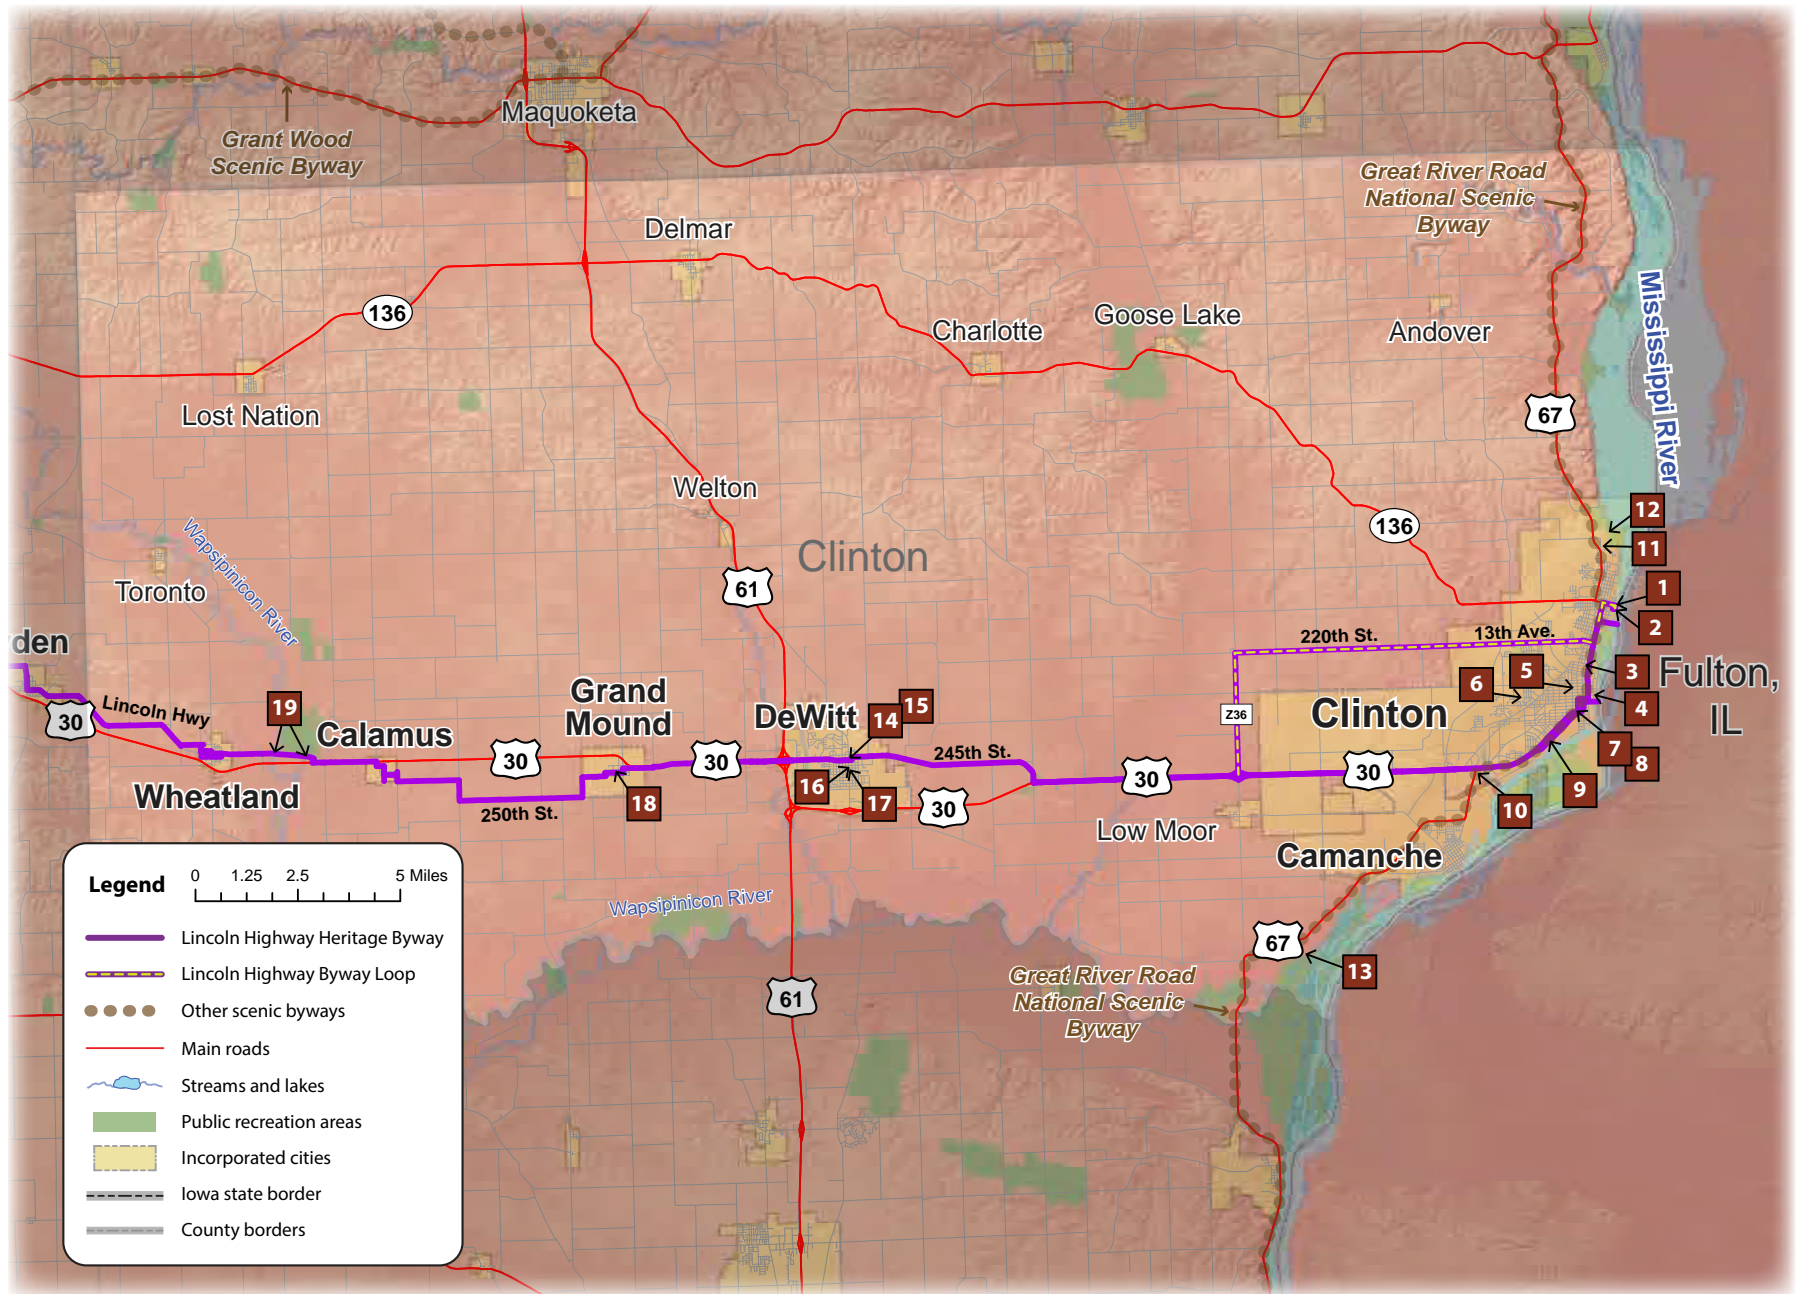 Maquoketa
Grant Wood
Scenic Byway
Great River Road
National Scenic
Byway
Delmar
Mississippi River
136
Charlotte
Goose Lake
Andover
Lost Nation
67
Welton
12
136
11
Clinton
Wapsipinicon River
61
1
Toronto
2
220th St.
13th Ave.
den
3
Fulton,
IL
5
6
Grand
Mound
4
19
Lincoln Hwy
30
15
14
DeWitt
Z36
Clinton
Calamus
7
245th St.
30
30
8
30
30
Wheatland
16
9
250th St.
18
17
30
10
Low Moor
Camanche
Wapsipinicon River
67
13
Great River Road
National Scenic
Byway
61
Legend
0 1.25 2.5 5 Miles
Lincoln Highway Heritage Byway
Lincoln Highway Byway Loop
Other scenic byways
Main roads
Streams and lakes
Public recreation areas
Incorporated cities
Iowa state border
County borders